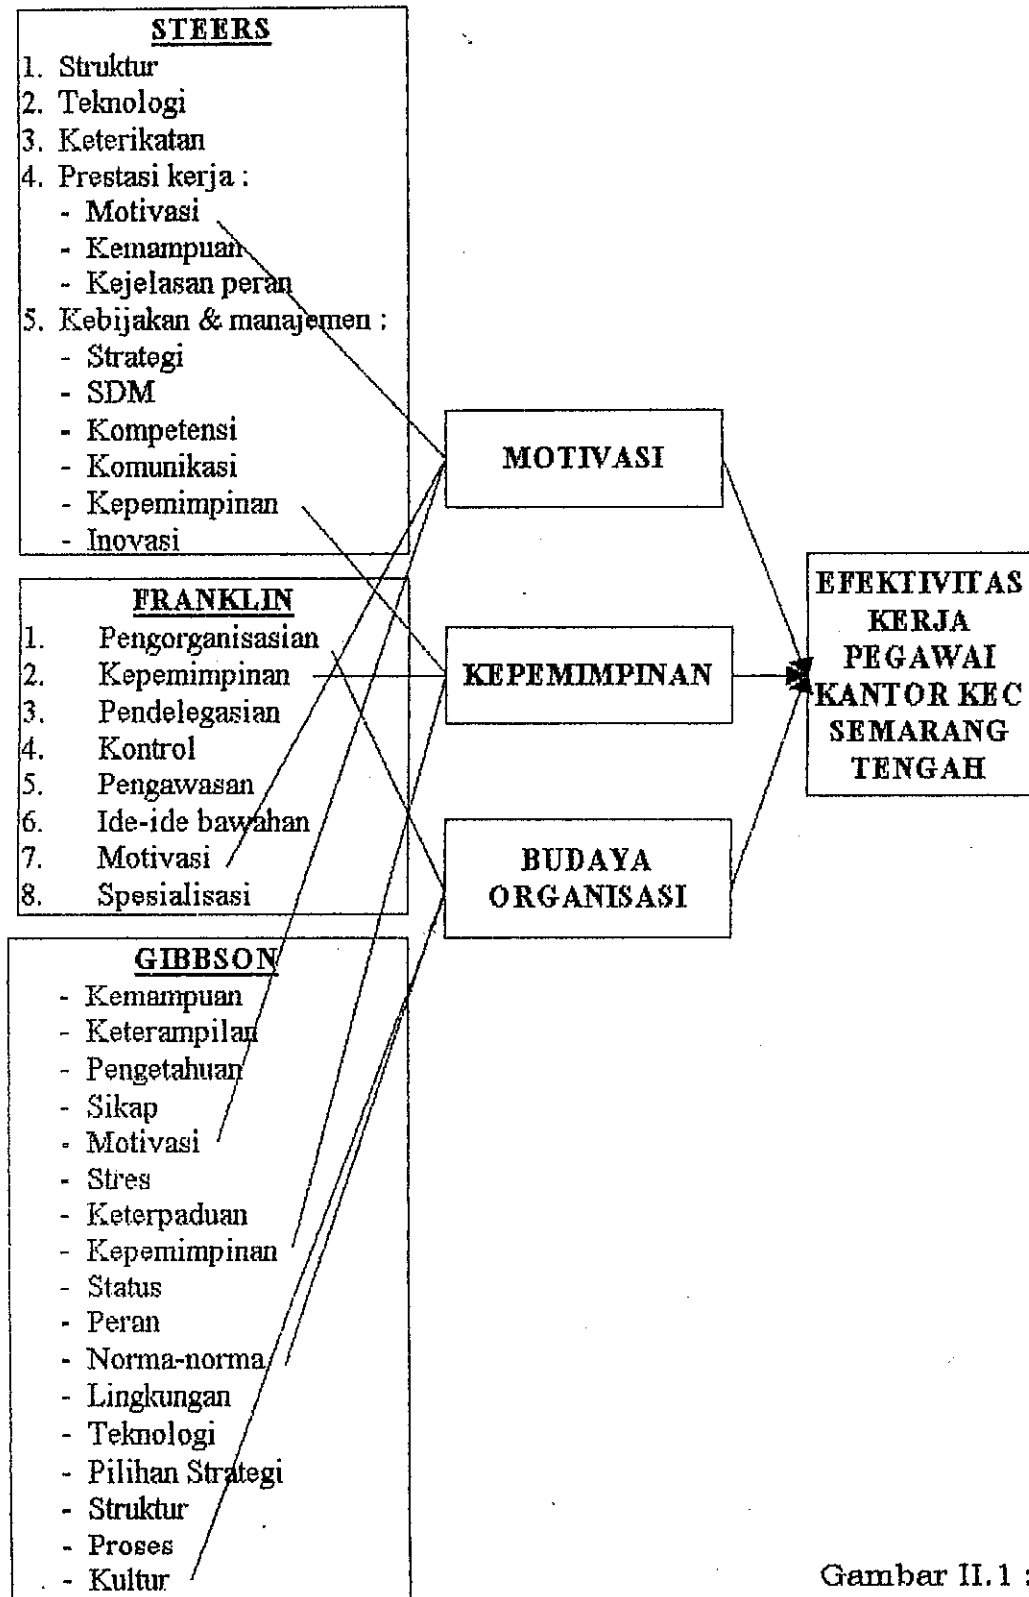 STEERS
1. Struktur
2. Teknologi
3. Keterikatan
4. Prestasi kerja :
- Motivasi
- Kemampuan
- Kejelasan peran
5. Kebijakan & manajemen :
- Strategi
- SDM
- Kompetensi
- Komunikasi
- Kepemimpinan
- Inovasi
FRANKLIN
1. Pengorganisasian
2. Kepemimpinan
3. Pendelegasian
4. Kontrol
5. Pengawasan
6. Ide-ide bawahan
7. Motivasi
8. Spesialisasi
GIBBSON
- Kemampuan
- Keterampilan
- Pengetahuan
- Sikap
- Motivasi
- Stres
- Keterpaduan
- Kepemimpinan
- Status
- Peran
- Norma-norma
- Lingkungan
- Teknologi
- Pilihan Strategi
- Struktur
- Proses
- Kultur
MOTIVASI
KEPEMIMPINAN
BUDAYA
ORGANISASI
EFEKTIVITAS
KERJA
PEGAWAI
KANTOR KEC
SEMARANG
TENGAH
Gambar II.1 :